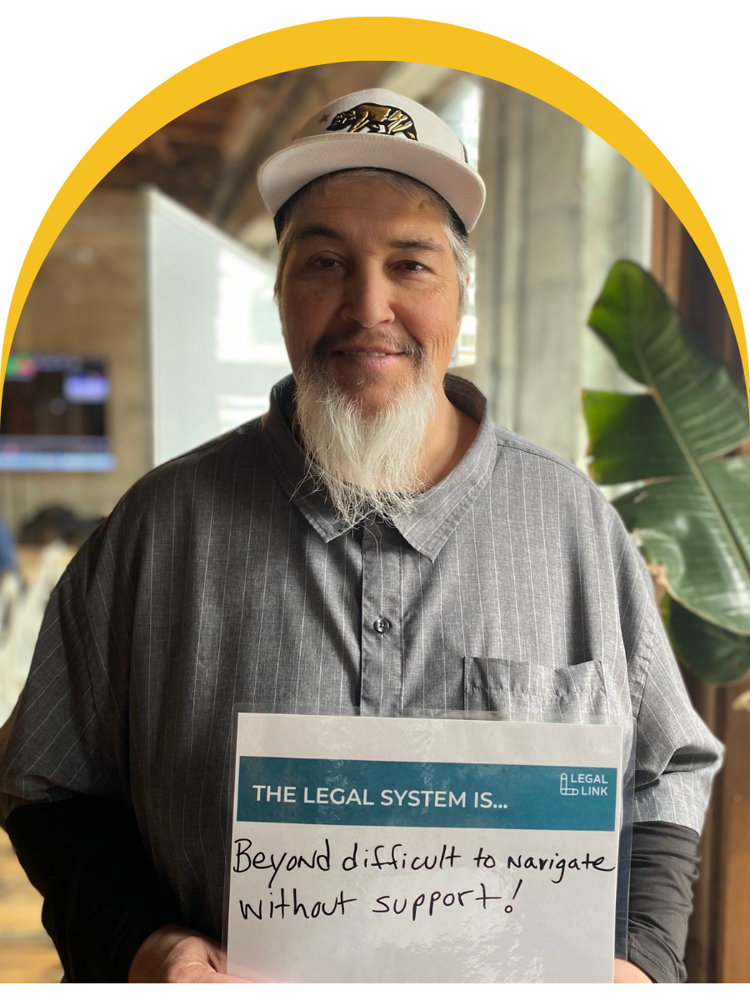 THE LEGAL SYSTEM IS...
LEGAL
LINK
Beyond difficult to navigate
without support!